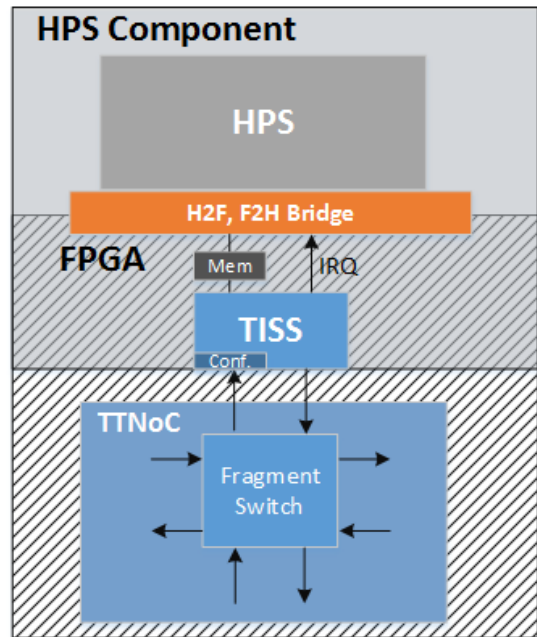 HPS Component
HPS
H2F, F2H Bridge
FPGA
Mem
IRQ
TISS
Conf.
TTNoC
Fragment
Switch